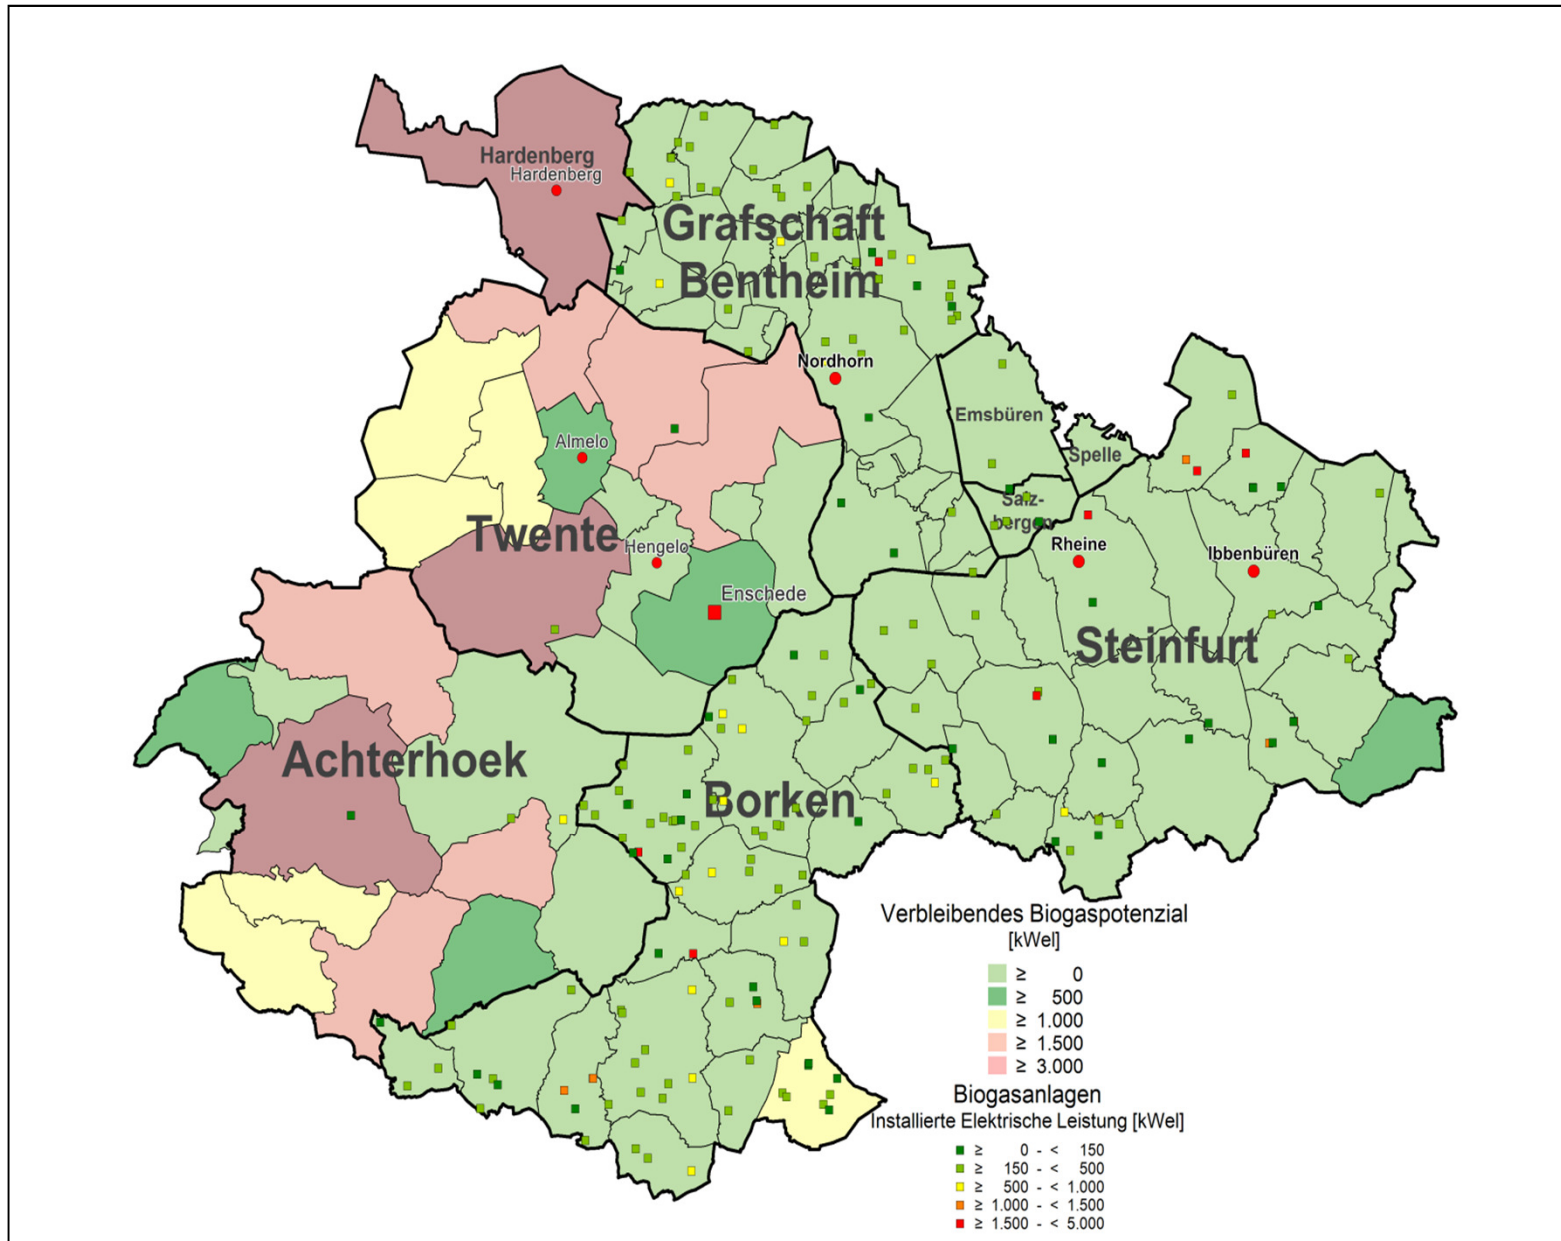 Hardenberg
Hardenberg
Grafschaft
Bentheim
Nordhorn
Emsbüren
Spelle
Almelo
Salz-
bergen
Twente
Hengelo
Rheine
Ibbenbüren
Enschede
Steinfurt
Achterhoek
Borken
Verbleibendes Biogaspotenzial
[kWel]
≥ 0
≥ 500
≥ 1.000
≥ 1.500
≥ 3.000
Biogasanlagen
Installierte Elektrische Leistung [kWel]
≥ 0 - < 150
≥ 150 - < 500
≥ 500 - < 1.000
≥ 1.000 - < 1.500
≥ 1.500 - < 5.000